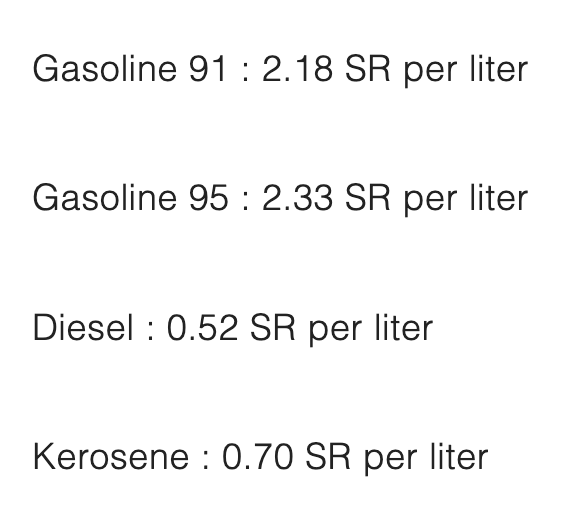 Gasoline 91 : 2.18 SR per liter
Gasoline 95 : 2.33 SR per liter
Diesel : 0.52 SR per liter
Kerosene : 0.70 SR per liter